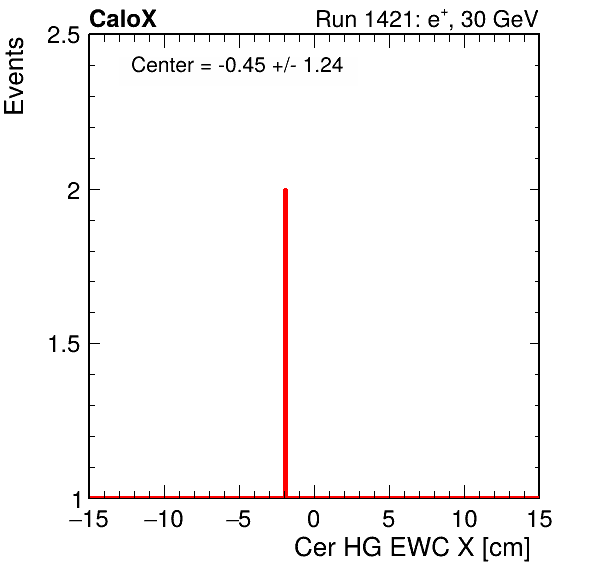 CaloX
Run 1421: e+, 30 GeV
Center = -0.45 +/- 1.24
Events
2.5
2
1.5
1
−15 −10 −5 0 5 10 15
Cer HG EWC X [cm]